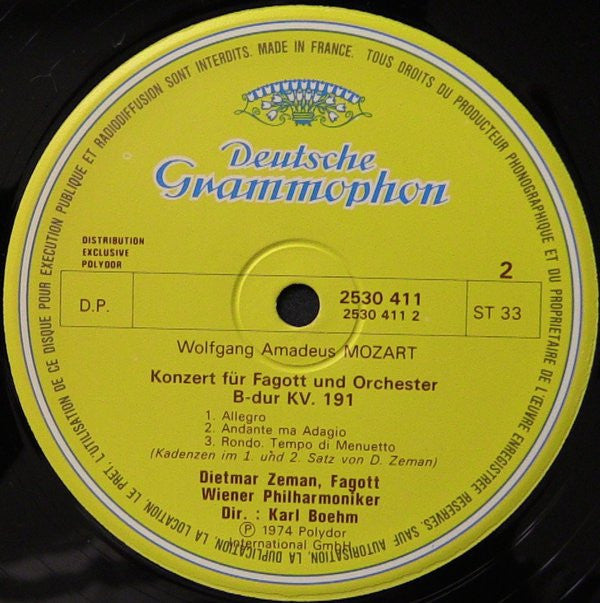 TOUS DROITS DU PRODUCTEUR PHONOGRAPHIQUE ET DU PROPRIETAIRE DE L'ŒUVRE ENREGISTREE RESERVES. SAUF AUTORISATION, LA DUPLICATION, LA LOCATION, LE PRET, L'UTILISATION DE CE DISQUE POUR EXECUTION PUBLIQUE ET RADIODIFFUSION SONT INTERDITS. MADE IN FRANCE.
Deutsche
Grammophon
DISTRIBUTION
EXCLUSIVE
POLYDOR
2
D.P.
2530 411
2530 411 2
ST 33
Wolfgang Amadeus MOZART
Konzert für Fagott und Orchester
B-dur KV. 191
1. Allegro
2. Andante ma Adagio
3. Rondo. Tempo di Menuetto
(Kadenzen im 1. und 2. Satz von D. Zeman)
Dietmar Zeman, Fagott
Wiener Philharmoniker
Dir. : Karl Boehm
Ⓟ 1974 Polydor
International GmbH